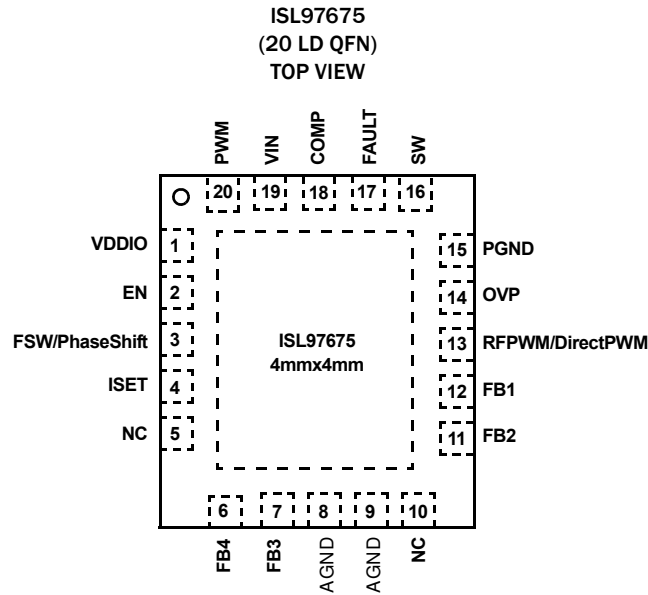 ISL97675
(20 LD QFN)
TOP VIEW
PWM
VIN
COMP
FAULT
SW
20
19
18
17
16
VDDIO
1
EN
2
FSW/PhaseShift
3
ISET
4
NC
5
ISL97675
4mmx4mm
15
PGND
14
OVP
13
RFPWM/DirectPWM
12
FB1
11
FB2
6
7
8
9
10
FB4
FB3
AGND
AGND
NC